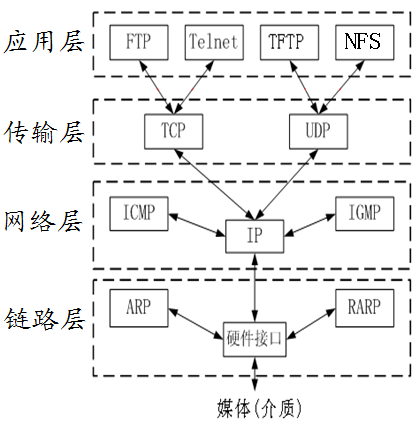 应用层 FTP Telnet TFTP NFS
传输层 TCP UDP
ICMP IGMP
网络层 IP
ARP RARP
链路层 硬件接口
媒体(介质)